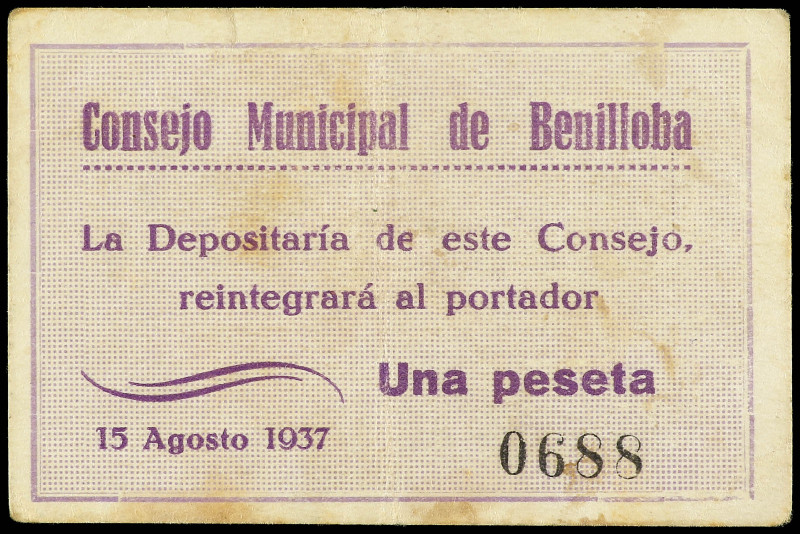 Consejo Municipal de Benilloba
La Depositaría de este Consejo,
reintegrará al portador
Una peseta
15 Agosto 1937
0688